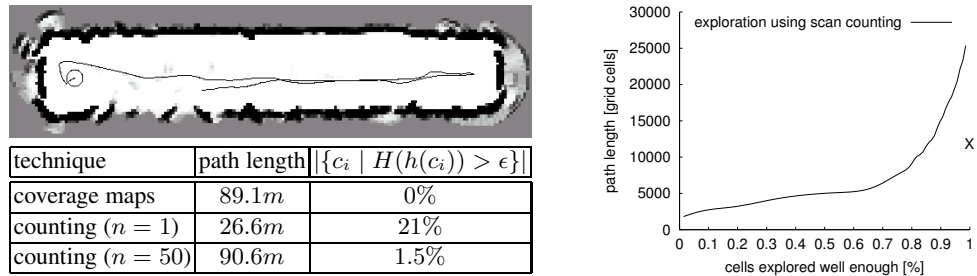 technique path length |{c_i | H(h(c_i)) > ϵ}|
coverage maps 89.1m 0%
counting (n = 1) 26.6m 21%
counting (n = 50) 90.6m 1.5%
exploration using scan counting
path length [grid cells]
30000
25000
20000
15000
10000
5000
0
X
0 0.1 0.2 0.3 0.4 0.5 0.6 0.7 0.8 0.9 1
cells explored well enough [%]